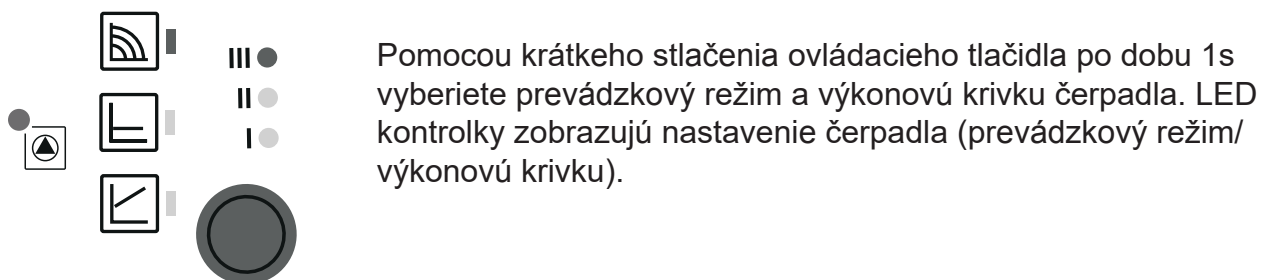 III
II
I
Pomocou krátkeho stlačenia ovládacieho tlačidla po dobu 1s
vyberiete prevádzkový režim a výkonovú krivku čerpadla. LED
kontrolky zobrazujú nastavenie čerpadla (prevádzkový režim/
výkonovú krivku).